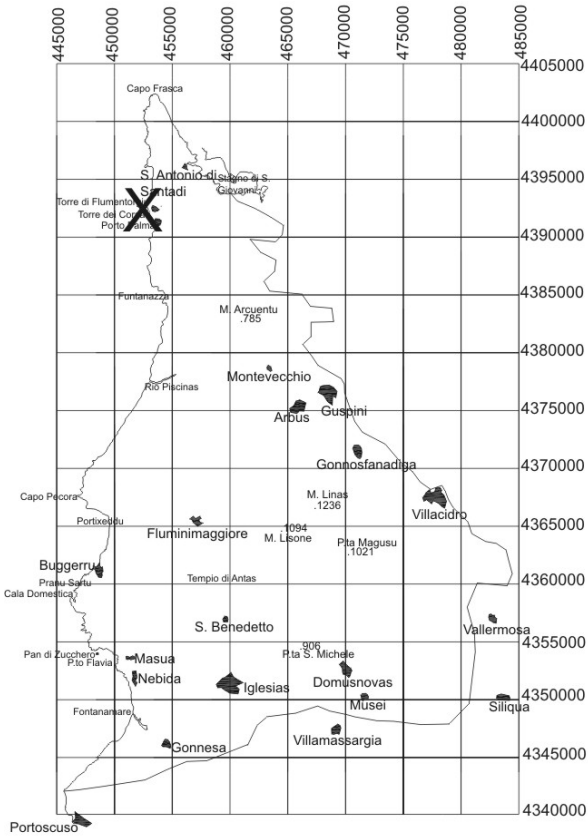 445000 450000 455000 460000 465000 470000 475000 480000 485000
4405000
Capo Frasca
4400000
4395000
S. Antonio di
Santadi
Stagno di S.
Giovanni
Torre di Flumentorgiu
Torre dei Corsari
Porto Palma
X
4390000
Funtanazza
4385000
M. Arcuentu
.785
4380000
Montevecchio
Rio Piscinas
Arbus
Guspini
4375000
Gonnosfanadiga
4370000
Capo Pecora
M. Linas
.1236
Villacidro
Portixeddu
Fluminimaggiore
.1094
M. Lisone
4365000
P.ta Magusu
.1021
Buggerru
Pranu Sartu
Cala Domestica
Tempio di Antas
4360000
S. Benedetto
Vallermosa
4355000
Pan di Zucchero
P.to Flavia
Masua
Nebida
.906
P.ta S. Michele
Iglesias
Domusnovas
Musei
4350000
Siliqua
Fontanamare
Gonnesa
Villamassargia
4345000
4340000
Portoscuso